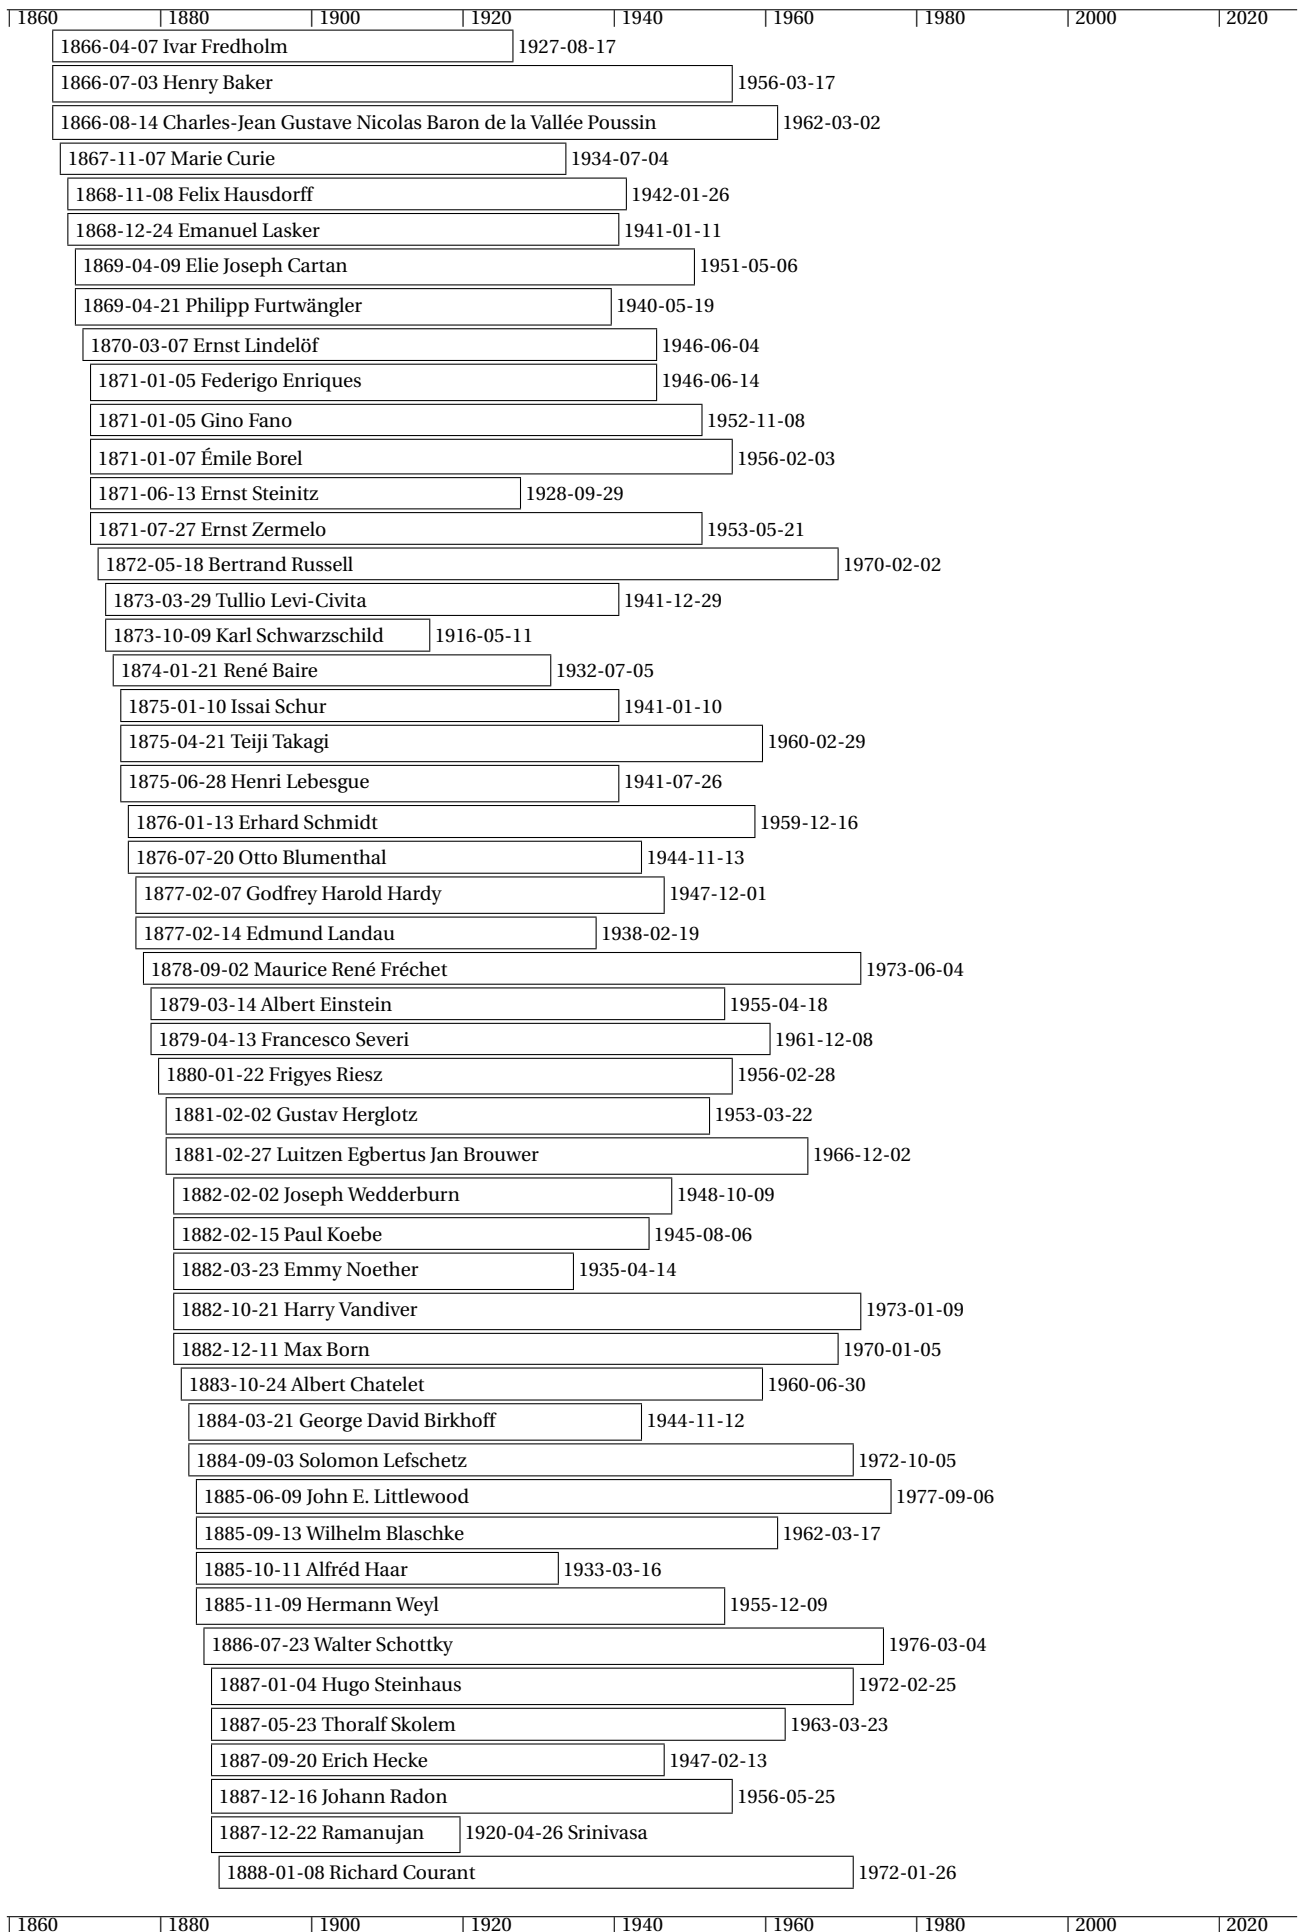 1860 1880 1900 1920 1940 1960 1980 2000 2020
1866-04-07 Ivar Fredholm 1927-08-17
1866-07-03 Henry Baker 1956-03-17
1866-08-14 Charles-Jean Gustave Nicolas Baron de la Vallée Poussin 1962-03-02
1867-11-07 Marie Curie 1934-07-04
1868-11-08 Felix Hausdorff 1942-01-26
1868-12-24 Emanuel Lasker 1941-01-11
1869-04-09 Elie Joseph Cartan 1951-05-06
1869-04-21 Philipp Furtwängler 1940-05-19
1870-03-07 Ernst Lindelöf 1946-06-04
1871-01-05 Federigo Enriques 1946-06-14
1871-01-05 Gino Fano 1952-11-08
1871-01-07 Émile Borel 1956-02-03
1871-06-13 Ernst Steinitz 1928-09-29
1871-07-27 Ernst Zermelo 1953-05-21
1872-05-18 Bertrand Russell 1970-02-02
1873-03-29 Tullio Levi-Civita 1941-12-29
1873-10-09 Karl Schwarzschild 1916-05-11
1874-01-21 René Baire 1932-07-05
1875-01-10 Issai Schur 1941-01-10
1875-04-21 Teiji Takagi 1960-02-29
1875-06-28 Henri Lebesgue 1941-07-26
1876-01-13 Erhard Schmidt 1959-12-16
1876-07-20 Otto Blumenthal 1944-11-13
1877-02-07 Godfrey Harold Hardy 1947-12-01
1877-02-14 Edmund Landau 1938-02-19
1878-09-02 Maurice René Fréchet 1973-06-04
1879-03-14 Albert Einstein 1955-04-18
1879-04-13 Francesco Severi 1961-12-08
1880-01-22 Frigyes Riesz 1956-02-28
1881-02-02 Gustav Herglotz 1953-03-22
1881-02-27 Luitzen Egbertus Jan Brouwer 1966-12-02
1882-02-02 Joseph Wedderburn 1948-10-09
1882-02-15 Paul Koebe 1945-08-06
1882-03-23 Emmy Noether 1935-04-14
1882-10-21 Harry Vandiver 1973-01-09
1882-12-11 Max Born 1970-01-05
1883-10-24 Albert Chatelet 1960-06-30
1884-03-21 George David Birkhoff 1944-11-12
1884-09-03 Solomon Lefschetz 1972-10-05
1885-06-09 John E. Littlewood 1977-09-06
1885-09-13 Wilhelm Blaschke 1962-03-17
1885-10-11 Alfréd Haar 1933-03-16
1885-11-09 Hermann Weyl 1955-12-09
1886-07-23 Walter Schottky 1976-03-04
1887-01-04 Hugo Steinhaus 1972-02-25
1887-05-23 Thoralf Skolem 1963-03-23
1887-09-20 Erich Hecke 1947-02-13
1887-12-16 Johann Radon 1956-05-25
1887-12-22 Ramanujan 1920-04-26 Srinivasa
1888-01-08 Richard Courant 1972-01-26
1860 1880 1900 1920 1940 1960 1980 2000 2020